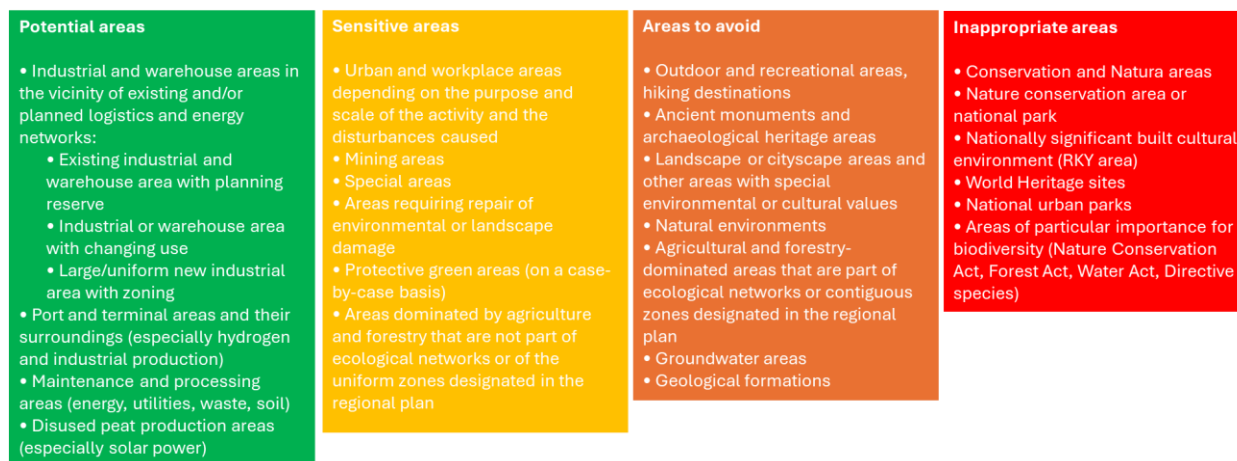 Potential areas
• Industrial and warehouse areas in
the vicinity of existing and/or
planned logistics and energy
networks:
• Existing industrial and
warehouse area with planning
reserve
• Industrial or warehouse area
with changing use
• Large/uniform new industrial
area with zoning
• Port and terminal areas and their
surroundings (especially hydrogen
and industrial production)
• Maintenance and processing
areas (energy, utilities, waste, soil)
• Disused peat production areas
(especially solar power)
Sensitive areas
• Urban and workplace areas
depending on the purpose and
scale of the activity and the
disturbances caused
• Mining areas
• Special areas
• Areas requiring repair of
environmental or landscape
damage
• Protective green areas (on a case-
by-case basis)
• Areas dominated by agriculture
and forestry that are not part of
ecological networks or of the
uniform zones designated in the
regional plan
Areas to avoid
• Outdoor and recreational areas,
hiking destinations
• Ancient monuments and
archaeological heritage areas
• Landscape or cityscape areas and
other areas with special
environmental or cultural values
• Natural environments
• Agricultural and forestry-
dominated areas that are part of
ecological networks or contiguous
zones designated in the regional
plan
• Groundwater areas
• Geological formations
Inappropriate areas
• Conservation and Natura areas
• Nature conservation area or
national park
• Nationally significant built cultural
environment (RKY area)
• World Heritage sites
• National urban parks
• Areas of particular importance for
biodiversity (Nature Conservation
Act, Forest Act, Water Act, Directive
species)